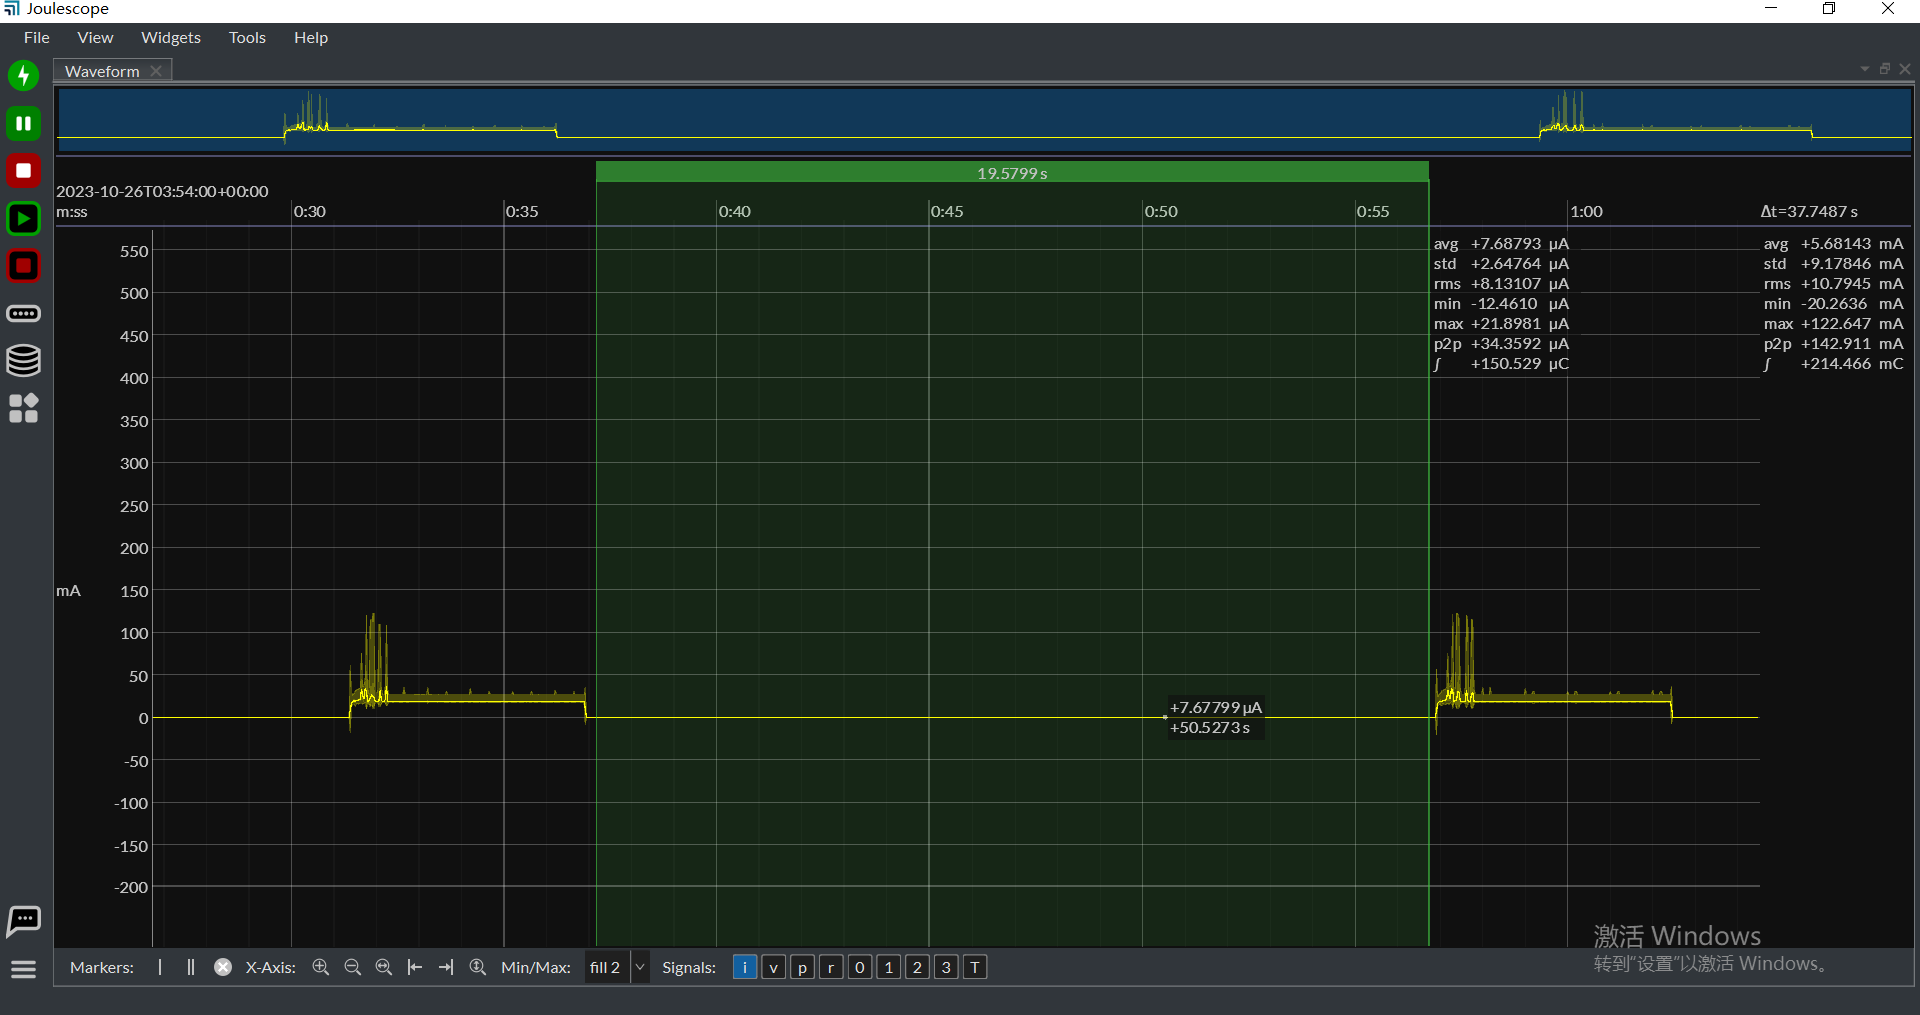 Joulescope
File View Widgets Tools Help
Waveform
19.5799 s
2023-10-26T03:54:00+00:00
m:ss
0:30 0:35 0:40 0:45 0:50 0:55 1:00 Δt=37.7487 s
avg +7.68793 µA
std +2.64764 µA
rms +8.13107 µA
min -12.4610 µA
max +21.8981 µA
p2p +34.3592 µA
∫ +150.529 µC
avg +5.68143 mA
std +9.17846 mA
rms +10.7945 mA
min -20.2636 mA
max +122.647 mA
p2p +142.911 mA
∫ +214.466 mC
550
500
450
400
350
300
250
200
mA 150
100
50
0
-50
-100
-150
-200
+7.67799 µA
+50.5273 s
激活 Windows
转到“设置”以激活 Windows。
Markers: X-Axis: Min/Max: fill 2 Signals: i v p r 0 1 2 3 T